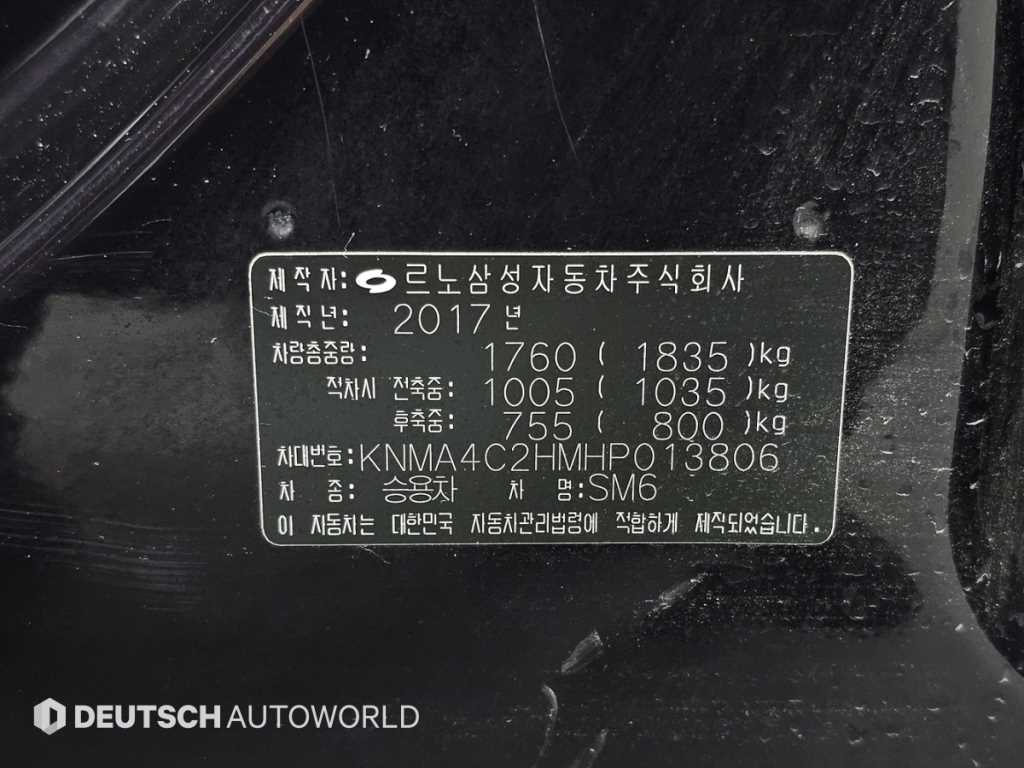 제작자: 르노삼성자동차주식회사
제작년: 2017 년
차량총중량: 1760 ( 1835 )kg
적차시 전축중: 1005 ( 1035 )kg
후축중: 755 ( 800 )kg
차대번호: KNMA4C2HMHP013806
차 종: 승용차 차 명: SM6
이 자동차는 대한민국 자동차관리법령에 적합하게 제작되었습니다.
DEUTSCH AUTOWORLD